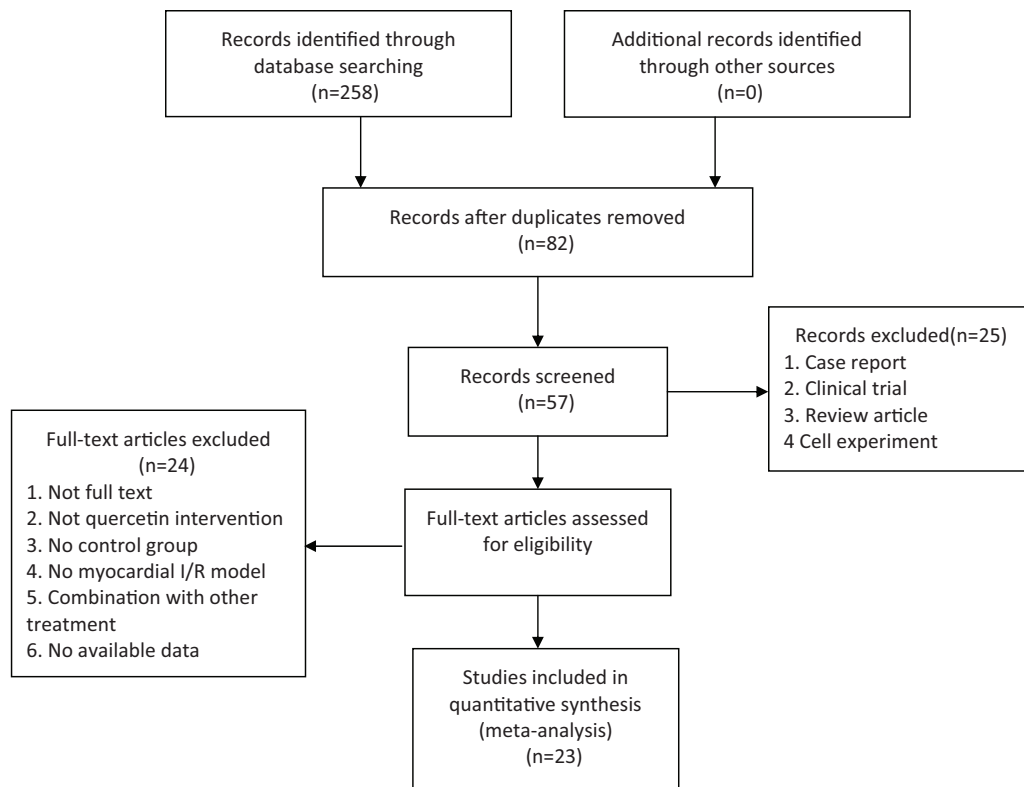 Records identified through
database searching
(n=258)
Additional records identified
through other sources
(n=0)
Records after duplicates removed
(n=82)
Records screened
(n=57)
Records excluded(n=25)
1. Case report
2. Clinical trial
3. Review article
4 Cell experiment
Full-text articles excluded
(n=24)
1. Not full text
2. Not quercetin intervention
3. No control group
4. No myocardial I/R model
5. Combination with other
treatment
6. No available data
Full-text articles assessed
for eligibility
Studies included in
quantitative synthesis
(meta-analysis)
(n=23)